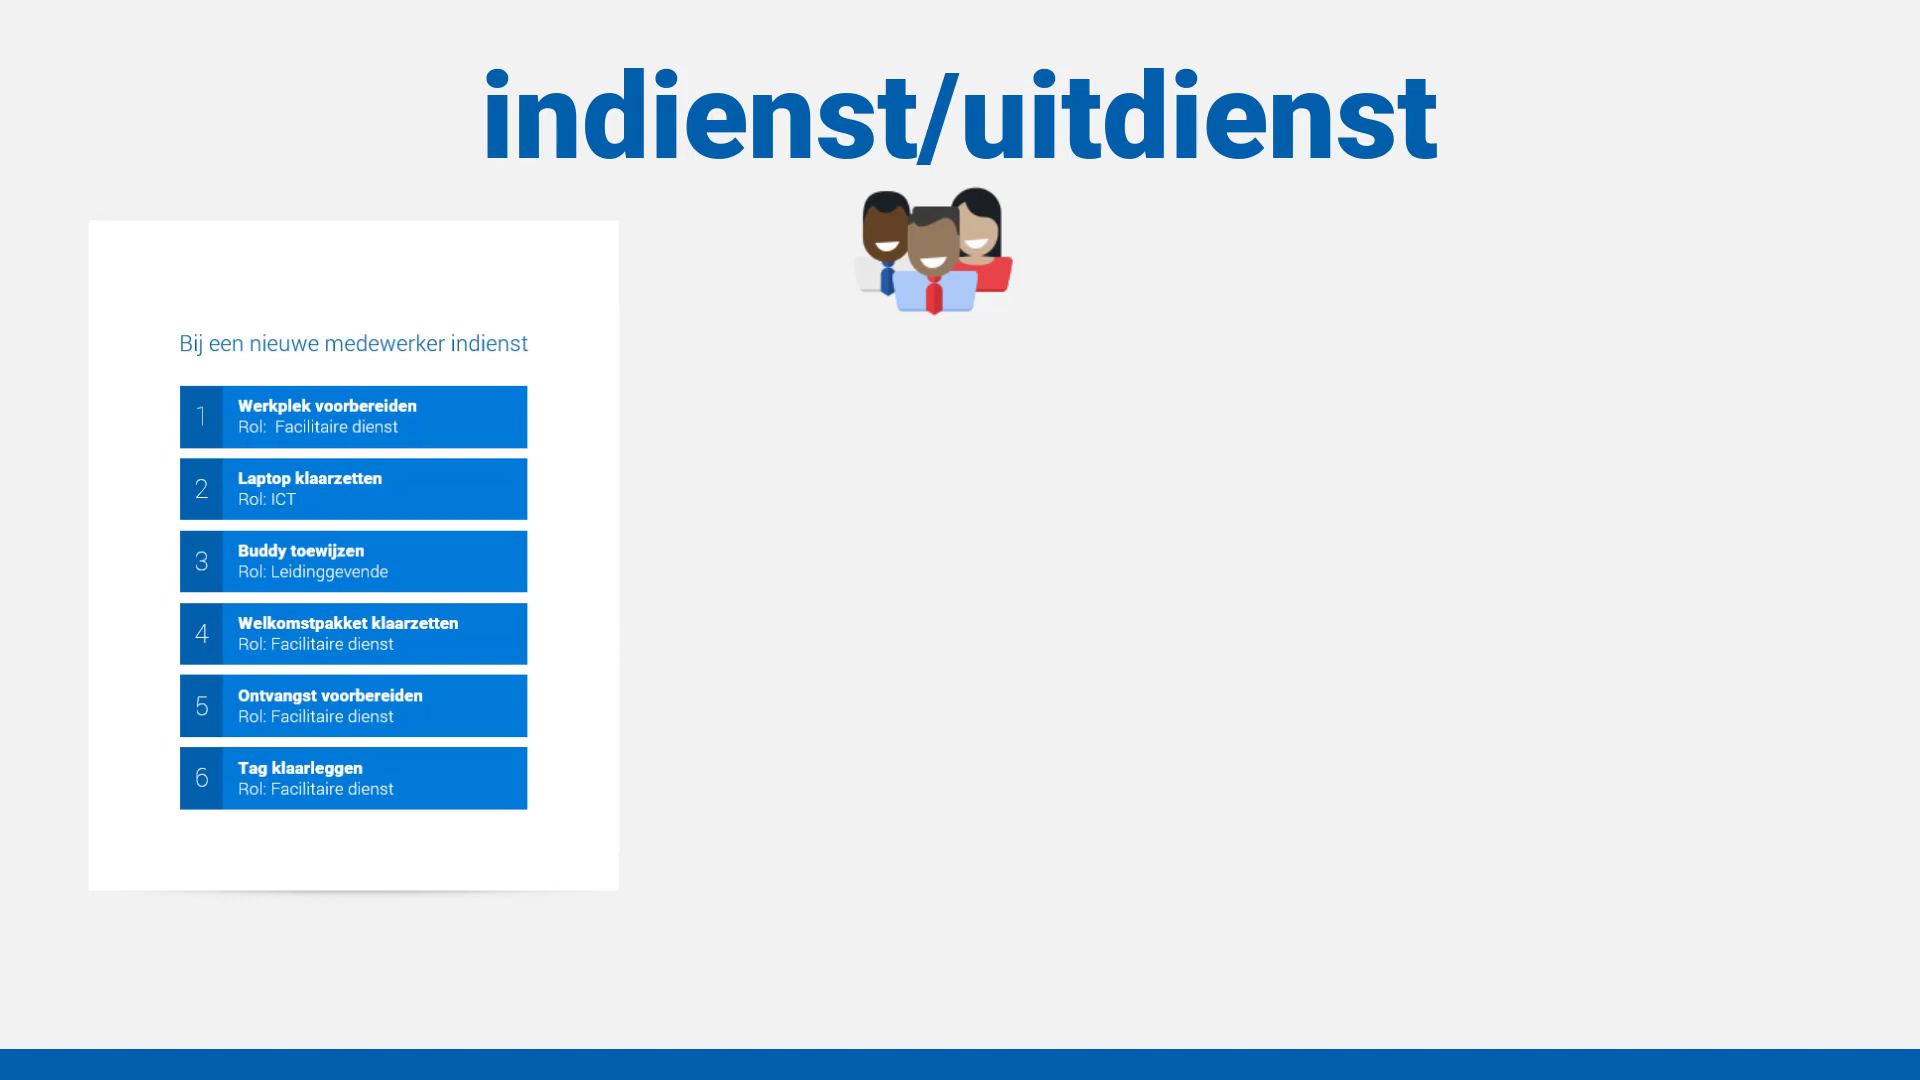 indienst/uitdienst
Bij een nieuwe medewerker indienst
1
Werkplek voorbereiden
Rol: Facilitaire dienst
2
Laptop klaarzetten
Rol: ICT
3
Buddy toewijzen
Rol: Leidinggevende
4
Welkomstpakket klaarzetten
Rol: Facilitaire dienst
5
Ontvangst voorbereiden
Rol: Facilitaire dienst
6
Tag klaarleggen
Rol: Facilitaire dienst